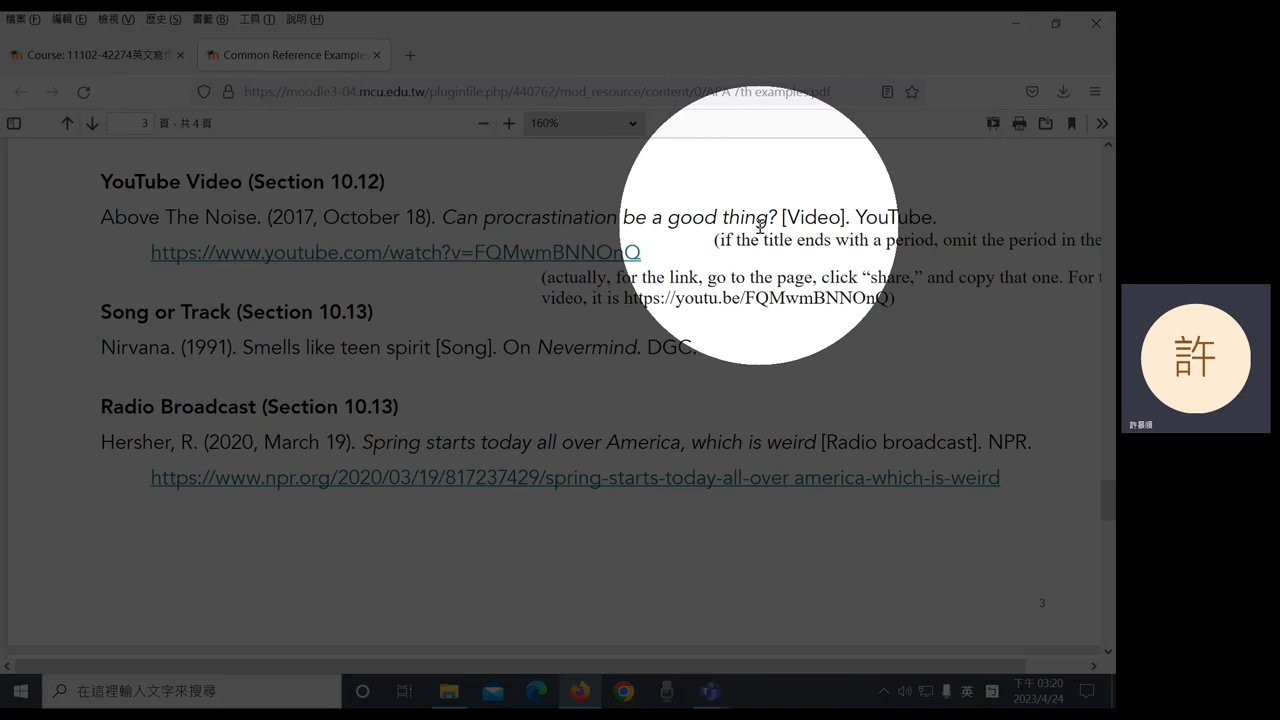 檔案 (F) 編輯 (E) 檢視 (V) 歷史 (S) 書籤 (B) 工具 (T) 說明 (H)
Course: 11102-42274英文寫作
Common Reference Examples
https://moodle3-04.mcu.edu.tw/pluginfile.php/440762/mod_resource/content/0/APA 7th examples.pdf
3 頁，共 4 頁
160%
YouTube Video (Section 10.12)
Above The Noise. (2017, October 18). Can procrastination be a good thing? [Video]. YouTube.
(if the title ends with a period, omit the period in the
https://www.youtube.com/watch?v=FQMwmBNNOnQ
(actually, for the link, go to the page, click “share,” and copy that one. For t
video, it is https://youtu.be/FQMwmBNNOnQ)
Song or Track (Section 10.13)
Nirvana. (1991). Smells like teen spirit [Song]. On Nevermind. DGC.
Radio Broadcast (Section 10.13)
Hersher, R. (2020, March 19). Spring starts today all over America, which is weird [Radio broadcast]. NPR.
https://www.npr.org/2020/03/19/817237429/spring-starts-today-all-over america-which-is-weird
3
許
許景順
在這裡輸入文字來搜尋
英
下午 03:20
2023/4/24